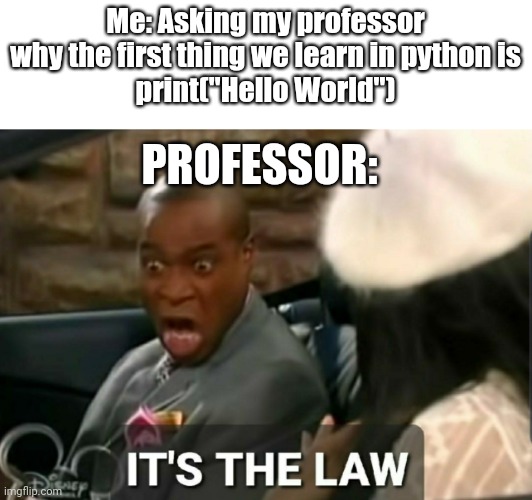 Me: Asking my professor
why the first thing we learn in python is
print("Hello World")
PROFESSOR:
DISNEY
IT'S THE LAW
imgflip.com